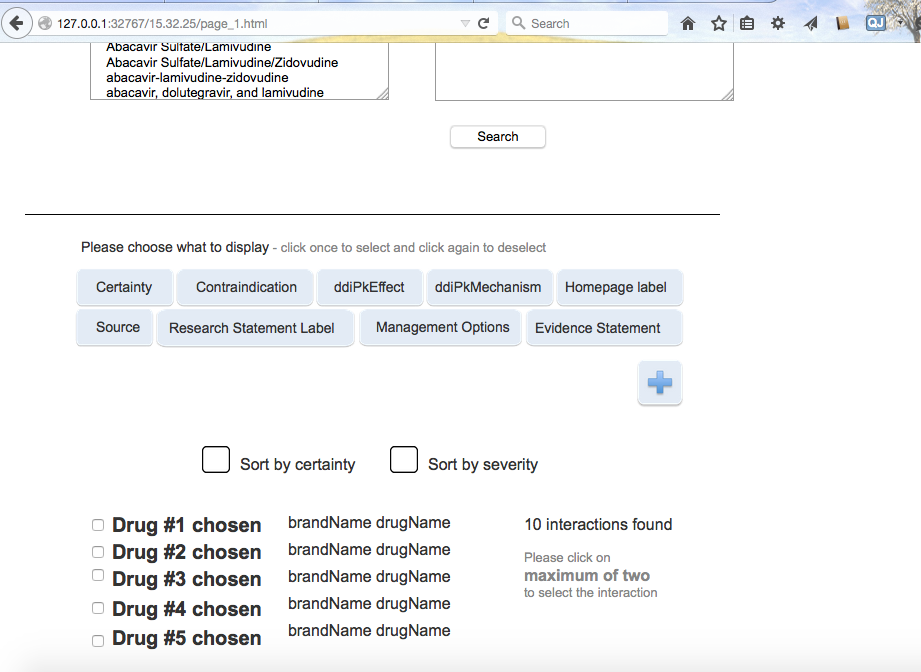 127.0.0.1:32767/15.32.25/page_1.html
Search
QJ
Abacavir Sulfate/Lamivudine
Abacavir Sulfate/Lamivudine/Zidovudine
abacavir-lamivudine-zidovudine
abacavir, dolutegravir, and lamivudine
Search
Please choose what to display - click once to select and click again to deselect
Certainty Contraindication ddiPkEffect ddiPkMechanism Homepage label
Source Research Statement Label Management Options Evidence Statement
Sort by certainty Sort by severity
Drug #1 chosen brandName drugName 10 interactions found
Drug #2 chosen brandName drugName Please click on
Drug #3 chosen brandName drugName maximum of two
to select the interaction
Drug #4 chosen brandName drugName
Drug #5 chosen brandName drugName